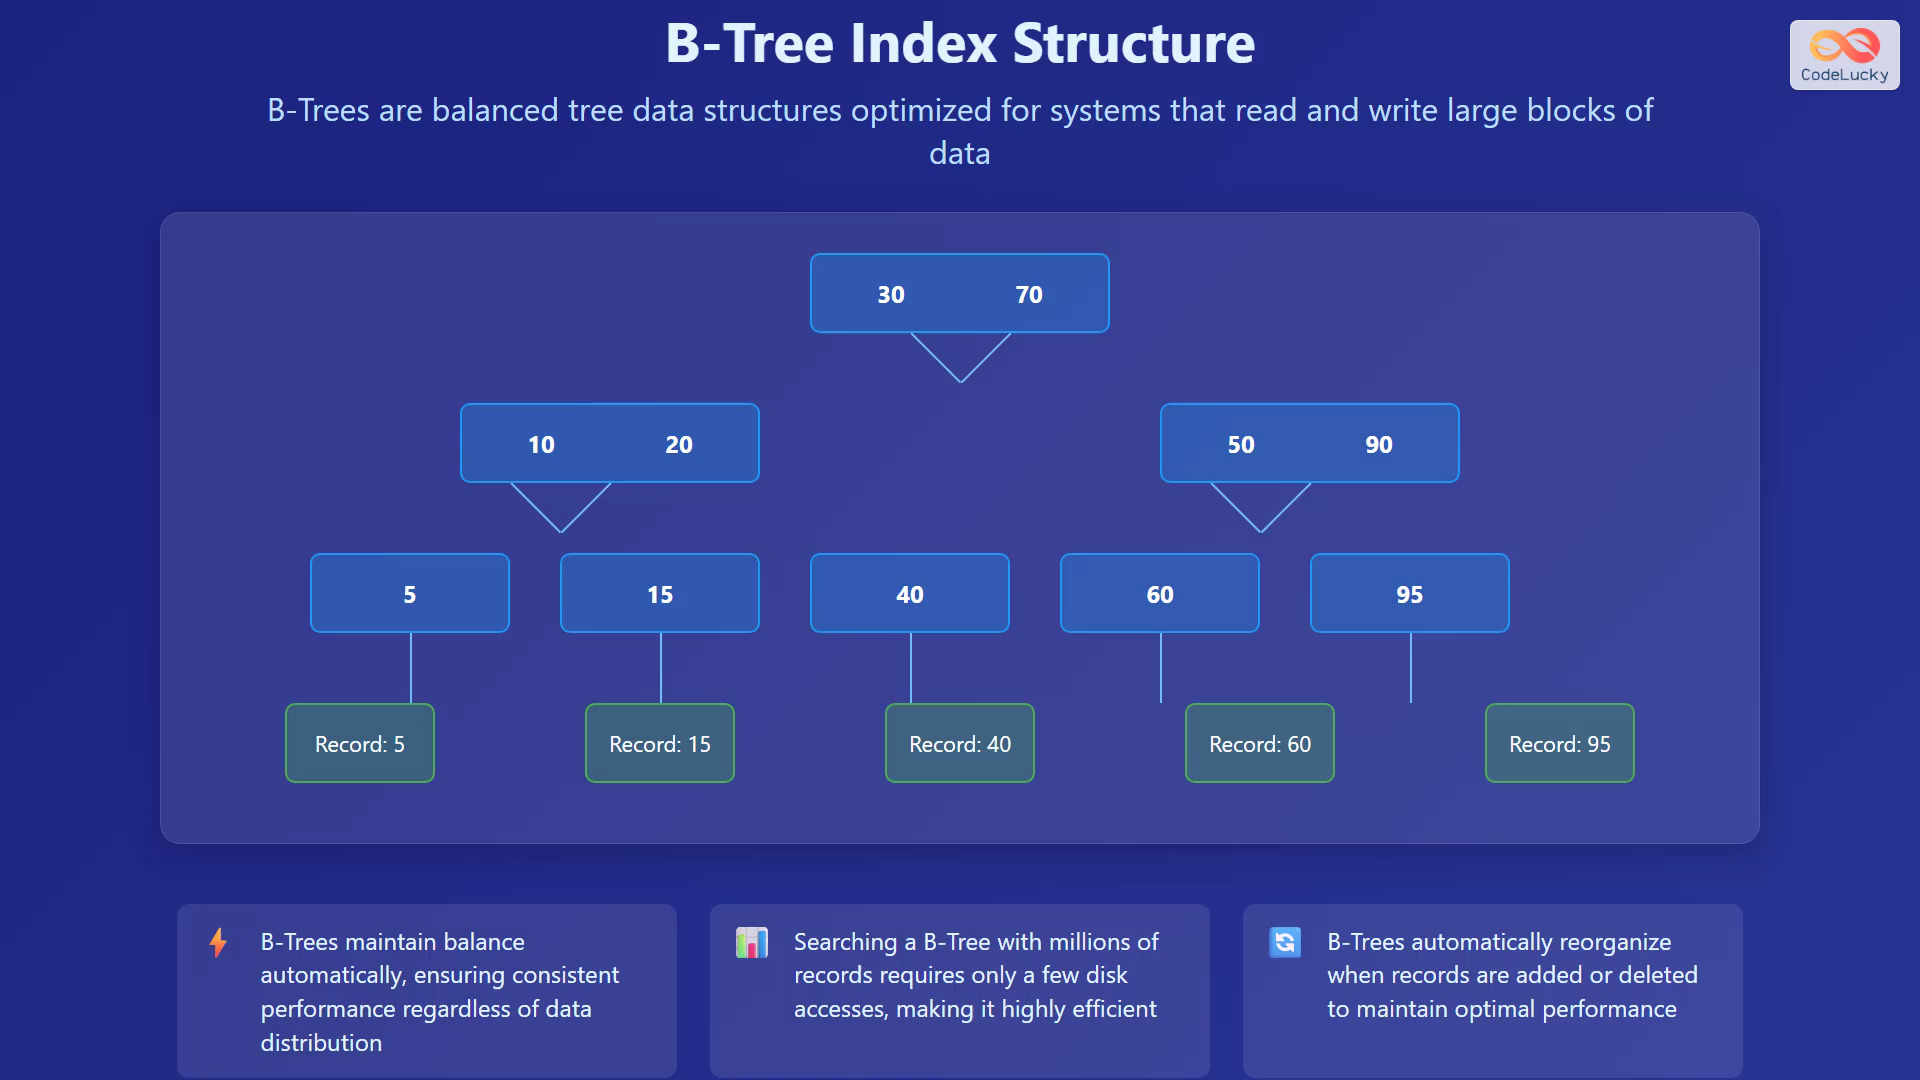 B-Tree Index Structure
CodeLucky
B-Trees are balanced tree data structures optimized for systems that read and write large blocks of
data
30 70
10 20 50 90
5 15 40 60 95
Record: 5 Record: 15 Record: 40 Record: 60 Record: 95
B-Trees maintain balance
automatically, ensuring consistent
performance regardless of data
distribution
Searching a B-Tree with millions of
records requires only a few disk
accesses, making it highly efficient
B-Trees automatically reorganize
when records are added or deleted
to maintain optimal performance